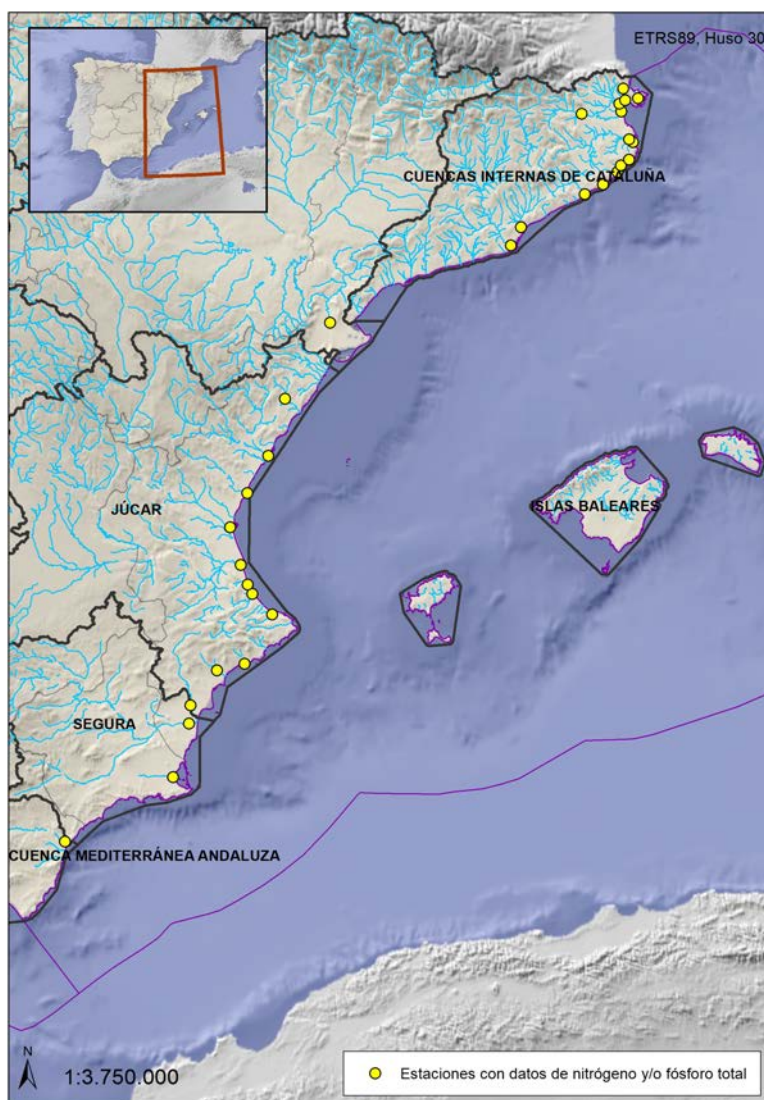 ETRS89, Huso 30
CUENCAS INTERNAS DE CATALUÑA
ISLAS BALEARES
JÚCAR
SEGURA
CUENCA MEDITERRÁNEA ANDALUZA
N
1:3.750.000
Estaciones con datos de nitrógeno y/o fósforo total